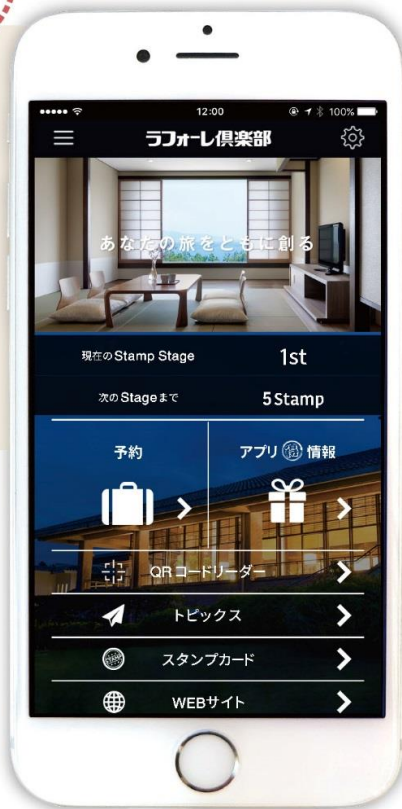 12:00 100%
ラフォーレ倶楽部
あなたの旅をともに創る
現在のStamp Stage 1st
次のStageまで 5Stamp
予約 アプリ得情報
QRコードリーダー
トピックス
スタンプカード
WEBサイト